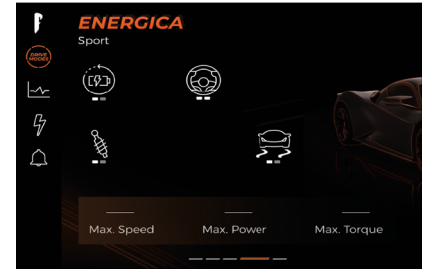 ENERGICA
Sport
DRIVE
MODES
Max. Speed
Max. Power
Max. Torque